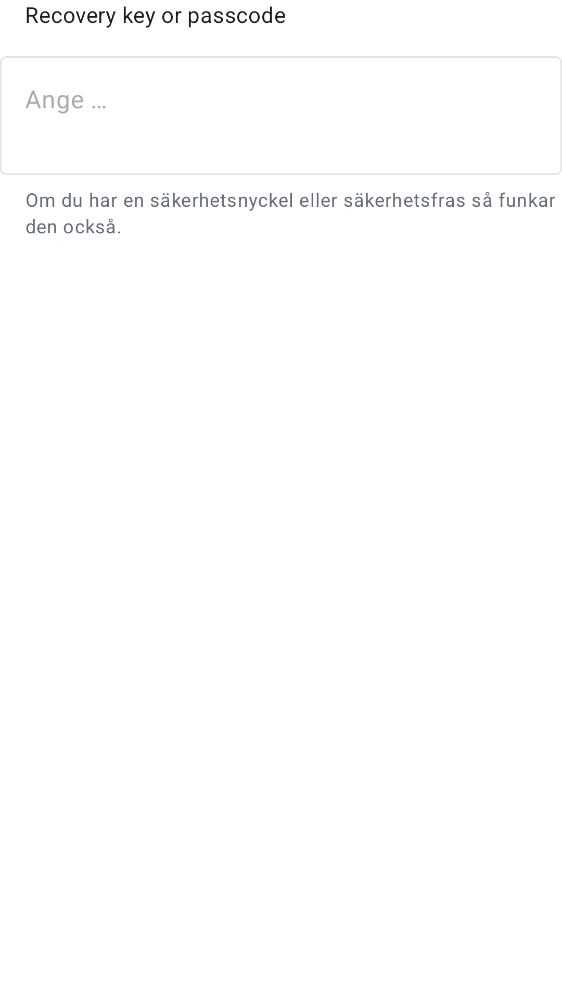 Recovery key or passcode
Ange …
Om du har en säkerhetsnyckel eller säkerhetsfras så funkar
den också.